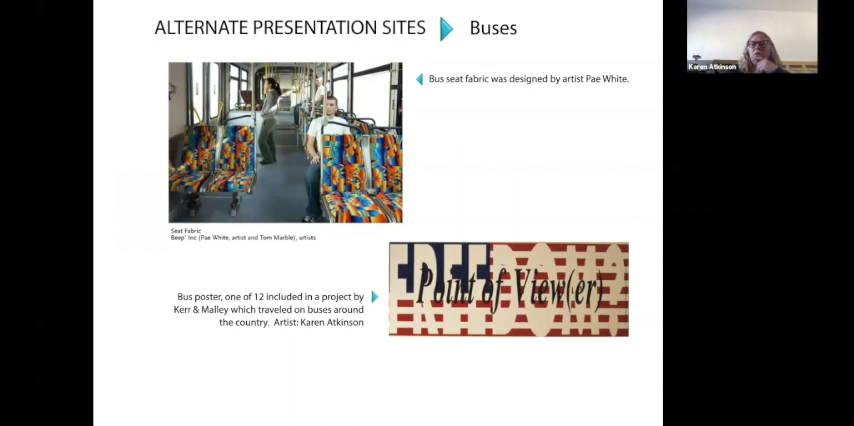 ALTERNATE PRESENTATION SITES Buses
Karen Atkinson
Bus seat fabric was designed by artist Pae White.
Seat Fabric
Beep' Inc (Pae White, artist and Tom Marble), artists
FREEDOM?
Point of View(er)
Bus poster, one of 12 included in a project by
Kerr & Malley which traveled on buses around
the country. Artist: Karen Atkinson